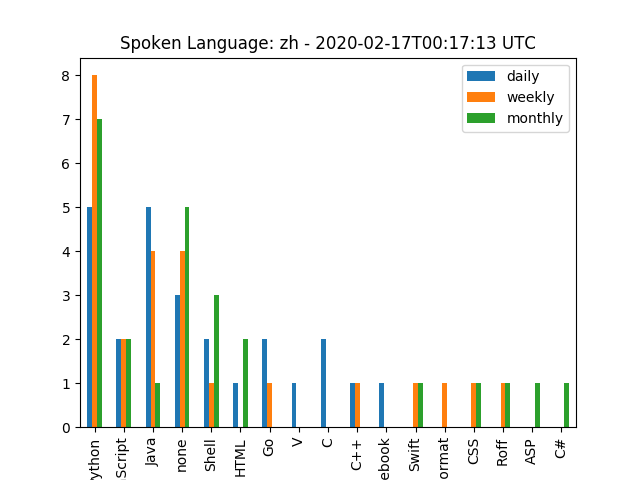 Spoken Language: zh - 2020-02-17T00:17:13 UTC
daily
weekly
monthly
8
7
6
5
4
3
2
1
0
ython
Script
Java
none
Shell
HTML
Go
V
C
C++
ebook
Swift
ormat
CSS
Roff
ASP
C#